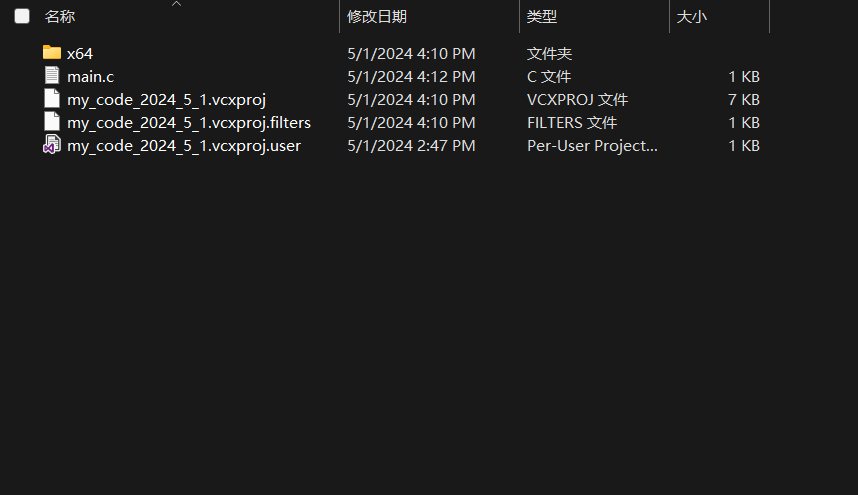 名称 修改日期 类型 大小
x64 5/1/2024 4:10 PM 文件夹
main.c 5/1/2024 4:12 PM C 文件 1 KB
my_code_2024_5_1.vcxproj 5/1/2024 4:10 PM VCXPROJ 文件 7 KB
my_code_2024_5_1.vcxproj.filters 5/1/2024 4:10 PM FILTERS 文件 1 KB
my_code_2024_5_1.vcxproj.user 5/1/2024 2:47 PM Per-User Project... 1 KB